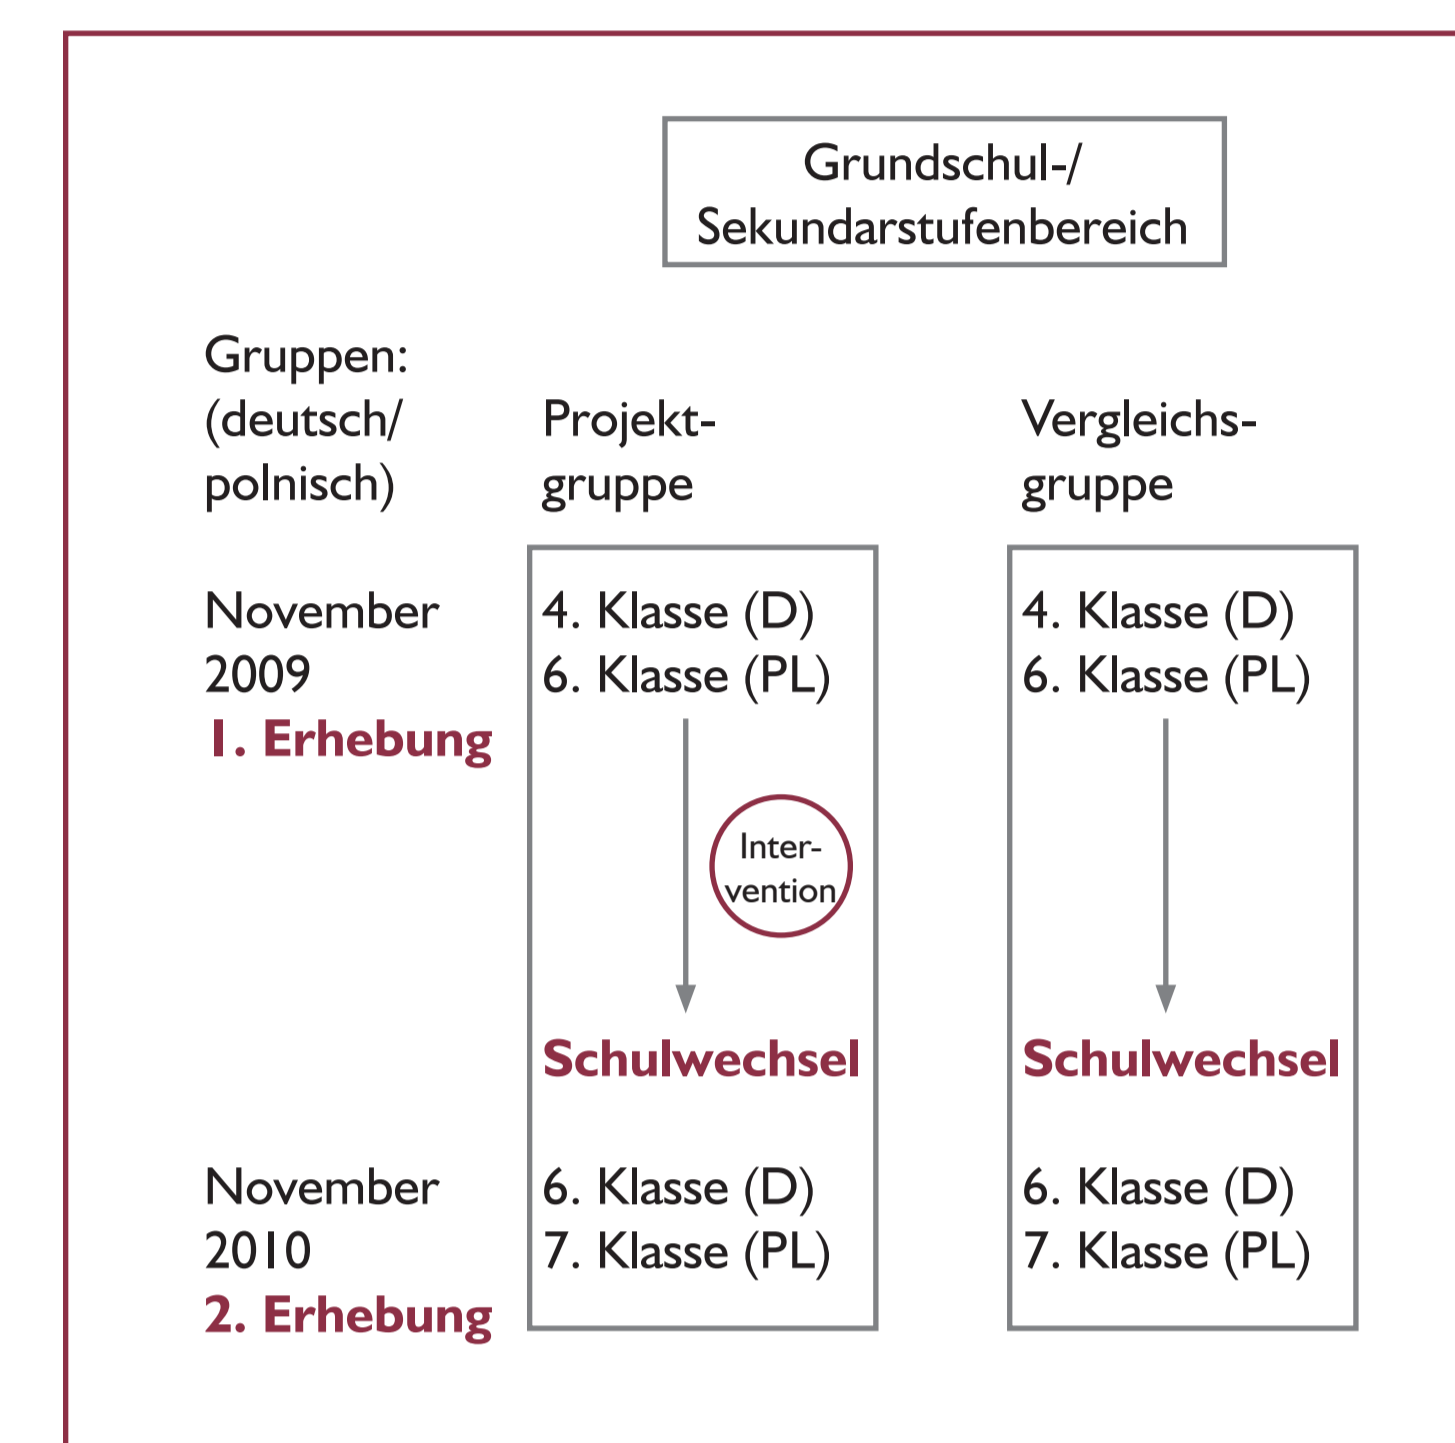 Grundschul-/
Sekundarstufenbereich
Gruppen:
(deutsch/
polnisch)
Projekt-
gruppe
Vergleichs-
gruppe
November
2009
1. Erhebung
4. Klasse (D)
6. Klasse (PL)
Inter-
vention
Schulwechsel
4. Klasse (D)
6. Klasse (PL)
Schulwechsel
November
2010
2. Erhebung
6. Klasse (D)
7. Klasse (PL)
6. Klasse (D)
7. Klasse (PL)